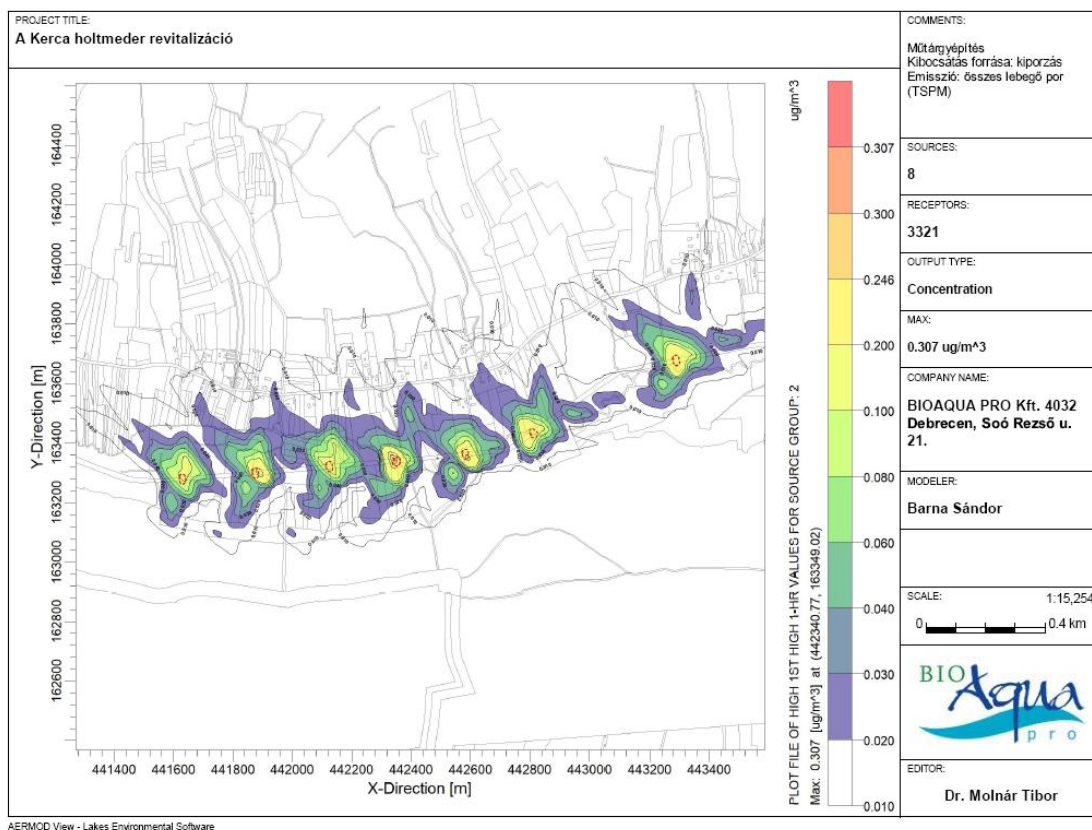 PROJECT TITLE:
A Kerca holtmeder revitalizáció
COMMENTS:
Műtárgyépítés
Kibocsátás forrása: kiporzás
Emisszió: összes lebegő por
(TSPM)
SOURCES:
8
RECEPTORS:
3321
OUTPUT TYPE:
Concentration
MAX:
0.307 ug/m^3
COMPANY NAME:
BIOAQUA PRO Kft. 4032
Debrecen, Soó Rezső u.
21.
MODELER:
Barna Sándor
SCALE:
1:15,254
0
0.4 km
BIO Aqua pro
EDITOR:
Dr. Molnár Tibor
Y-Direction [m]
164400
164200
164000
163800
163600
163400
163200
163000
162800
162600
441400 441600 441800 442000 442200 442400 442600 442800 443000 443200 443400
X-Direction [m]
PLOT FILE OF HIGH 1ST HIGH 1-HR VALUES FOR SOURCE GROUP: 2
Max: 0.307 [ug/m^3] at (442340.77, 163349.02)
ug/m^3
0.307
0.300
0.246
0.200
0.100
0.080
0.060
0.040
0.030
0.020
0.010
AERMOD View - Lakes Environmental Software